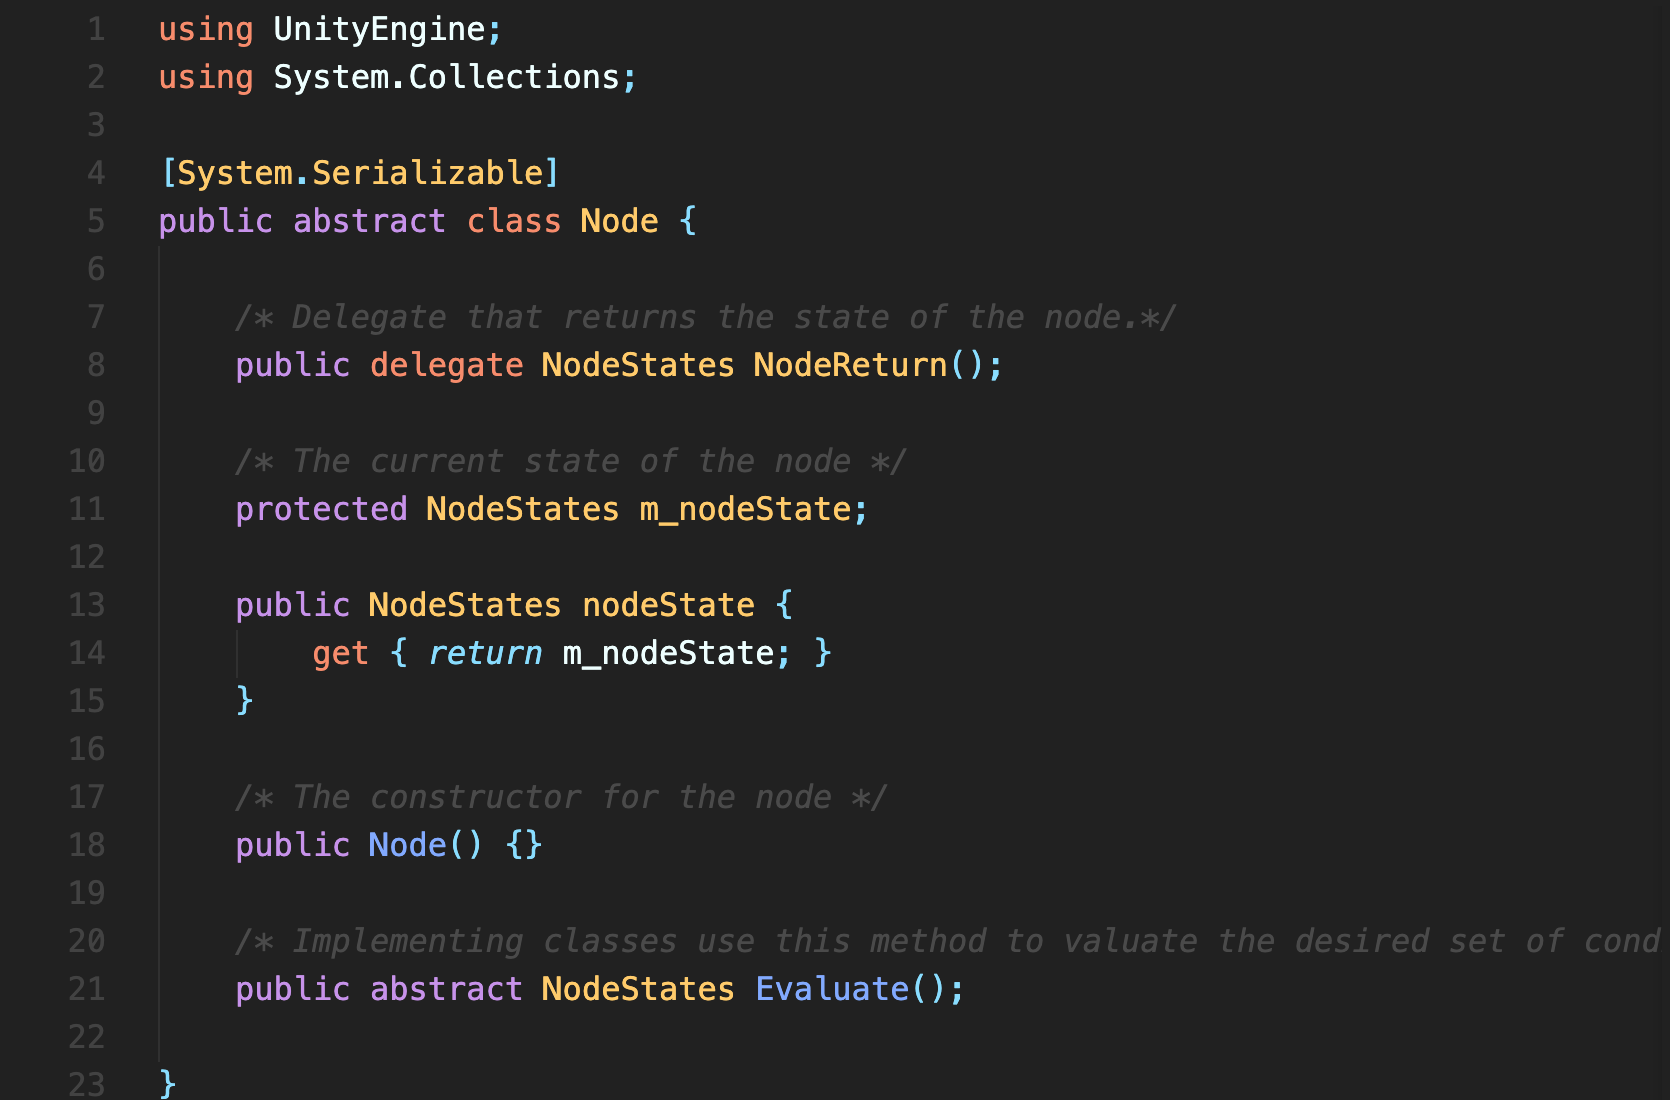 1 using UnityEngine;
2 using System.Collections;
3
4 [System.Serializable]
5 public abstract class Node {
6
7 /* Delegate that returns the state of the node.*/
8 public delegate NodeStates NodeReturn();
9
10 /* The current state of the node */
11 protected NodeStates m_nodeState;
12
13 public NodeStates nodeState {
14 get { return m_nodeState; }
15 }
16
17 /* The constructor for the node */
18 public Node() {}
19
20 /* Implementing classes use this method to valuate the desired set of cond
21 public abstract NodeStates Evaluate();
22
23 }